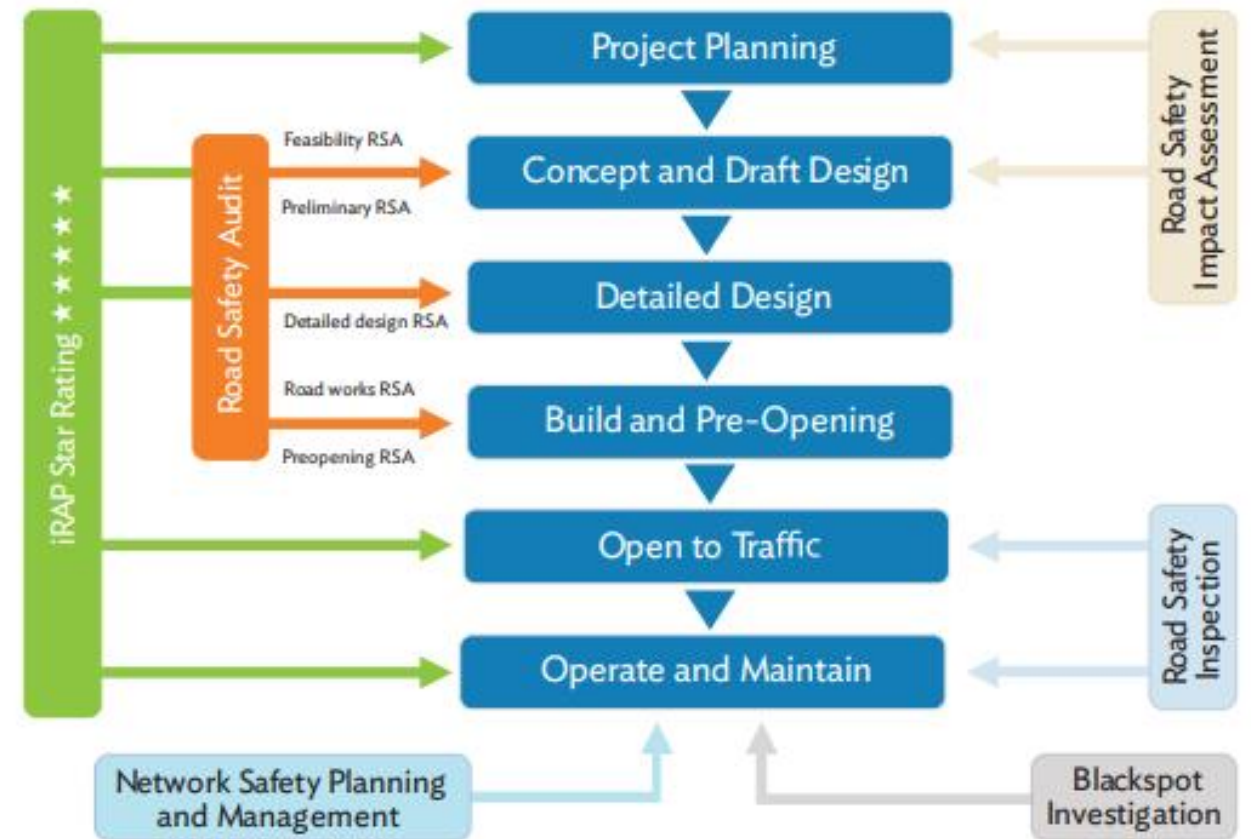 Project Planning
Road Safety
Impact Assessment
Feasibility RSA
Concept and Draft Design
Preliminary RSA
iRAP Star Rating ★★★★★
Road Safety Audit
Detailed Design
Detailed design RSA
Road works RSA
Build and Pre-Opening
Preopening RSA
Open to Traffic
Road Safety
Inspection
Operate and Maintain
Network Safety Planning
and Management
Blackspot
Investigation